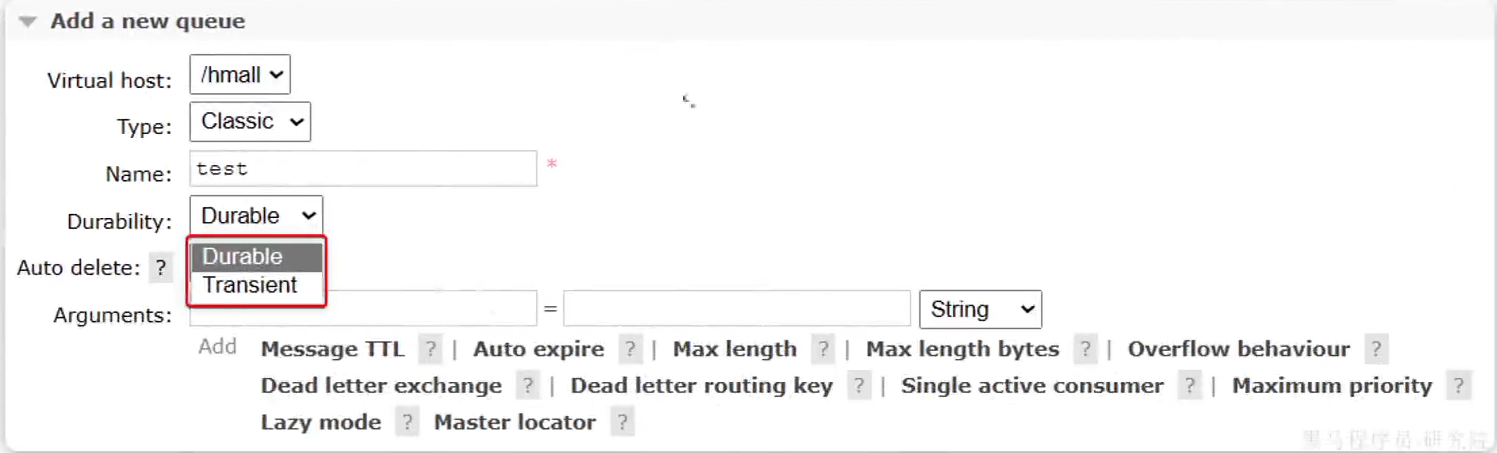 Add a new queue
Virtual host: /hmall
Type: Classic
Name: test *
Durability: Durable
Durable
Auto delete: ?
Transient
Arguments: = String
Add Message TTL ? | Auto expire ? | Max length ? | Max length bytes ? | Overflow behaviour ?
Dead letter exchange ? | Dead letter routing key ? | Single active consumer ? | Maximum priority ?
Lazy mode ? Master locator ?
黑马程序员·研究院